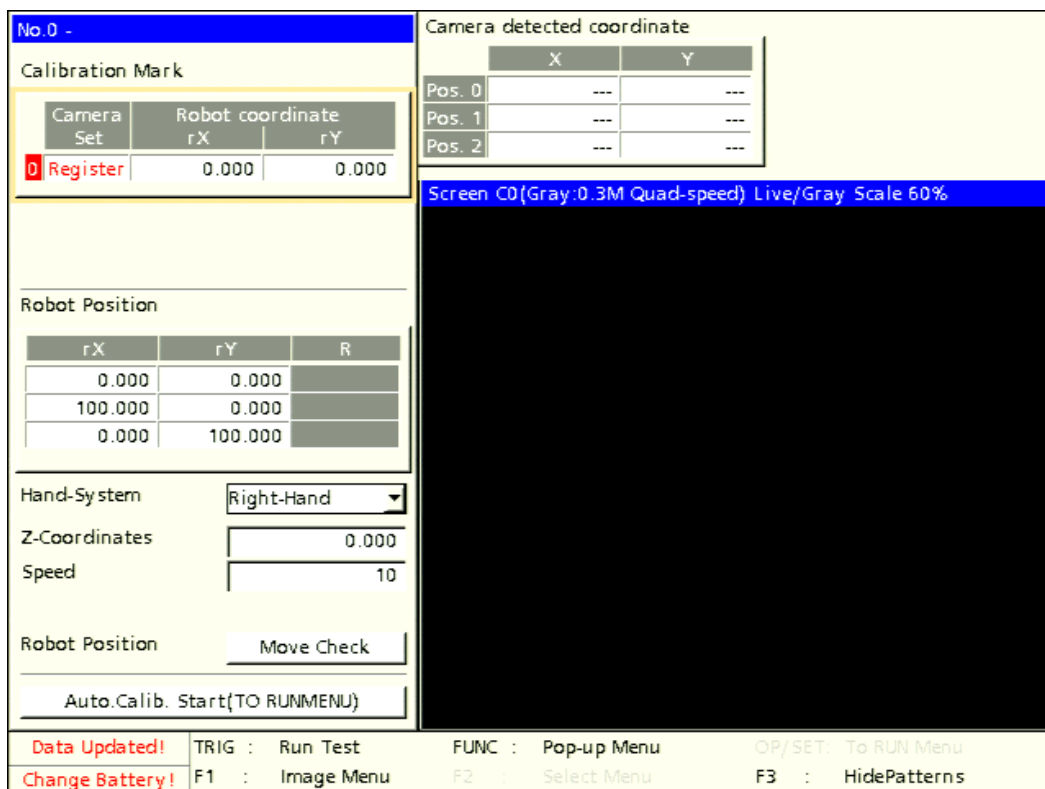 No.0 -
Calibration Mark
Camera Set Robot coordinate
rX rY
0 Register 0.000 0.000
Robot Position
rX rY R
0.000 0.000
100.000 0.000
0.000 100.000
Hand-System Right-Hand
Z-Coordinates 0.000
Speed 10
Robot Position Move Check
Auto.Calib. Start(TO RUNMENU)
Camera detected coordinate
X Y
Pos. 0 --- ---
Pos. 1 --- ---
Pos. 2 --- ---
Screen C0(Gray:0.3M Quad-speed) Live/Gray Scale 60%
Data Updated! TRIG : Run Test FUNC : Pop-up Menu OP/SET: To RUN Menu
Change Battery! F1 : Image Menu F2 : Select Menu F3 : HidePatterns